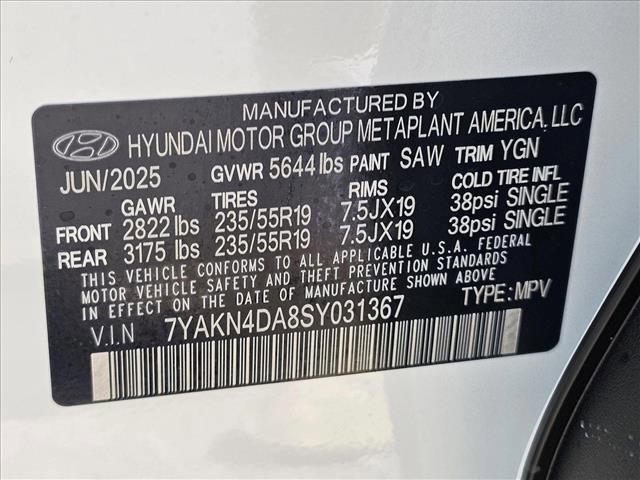 MANUFACTURED BY
HYUNDAI MOTOR GROUP METAPLANT AMERICA. LLC
JUN/2025 GVWR 5644 lbs PAINT SAW TRIM YGN
GAWR TIRES RIMS COLD TIRE INFL
FRONT 2822 lbs 235/55R19 7.5JX19 38psi SINGLE
REAR 3175 lbs 235/55R19 7.5JX19 38psi SINGLE
THIS VEHICLE CONFORMS TO ALL APPLICABLE U.S.A. FEDERAL
MOTOR VEHICLE SAFETY AND THEFT PREVENTION STANDARDS
IN EFFECT ON THE DATE OF MANUFACTURE SHOWN ABOVE
V.I.N 7YAKN4DA8SY031367 TYPE: MPV